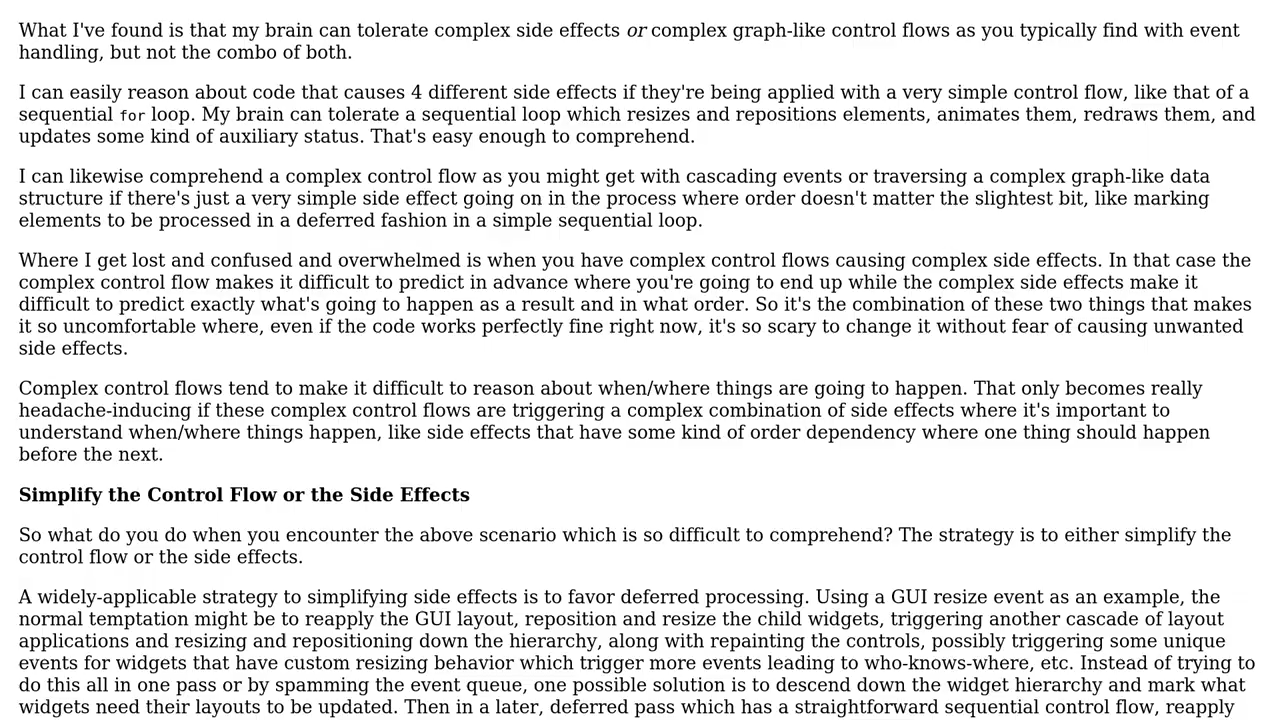 What I've found is that my brain can tolerate complex side effects or complex graph-like control flows as you typically find with event
handling, but not the combo of both.
I can easily reason about code that causes 4 different side effects if they're being applied with a very simple control flow, like that of a
sequential for loop. My brain can tolerate a sequential loop which resizes and repositions elements, animates them, redraws them, and
updates some kind of auxiliary status. That's easy enough to comprehend.
I can likewise comprehend a complex control flow as you might get with cascading events or traversing a complex graph-like data
structure if there's just a very simple side effect going on in the process where order doesn't matter the slightest bit, like marking
elements to be processed in a deferred fashion in a simple sequential loop.
Where I get lost and confused and overwhelmed is when you have complex control flows causing complex side effects. In that case the
complex control flow makes it difficult to predict in advance where you're going to end up while the complex side effects make it
difficult to predict exactly what's going to happen as a result and in what order. So it's the combination of these two things that makes
it so uncomfortable where, even if the code works perfectly fine right now, it's so scary to change it without fear of causing unwanted
side effects.
Complex control flows tend to make it difficult to reason about when/where things are going to happen. That only becomes really
headache-inducing if these complex control flows are triggering a complex combination of side effects where it's important to
understand when/where things happen, like side effects that have some kind of order dependency where one thing should happen
before the next.
Simplify the Control Flow or the Side Effects
So what do you do when you encounter the above scenario which is so difficult to comprehend? The strategy is to either simplify the
control flow or the side effects.
A widely-applicable strategy to simplifying side effects is to favor deferred processing. Using a GUI resize event as an example, the
normal temptation might be to reapply the GUI layout, reposition and resize the child widgets, triggering another cascade of layout
applications and resizing and repositioning down the hierarchy, along with repainting the controls, possibly triggering some unique
events for widgets that have custom resizing behavior which trigger more events leading to who-knows-where, etc. Instead of trying to
do this all in one pass or by spamming the event queue, one possible solution is to descend down the widget hierarchy and mark what
widgets need their layouts to be updated. Then in a later, deferred pass which has a straightforward sequential control flow, reapply